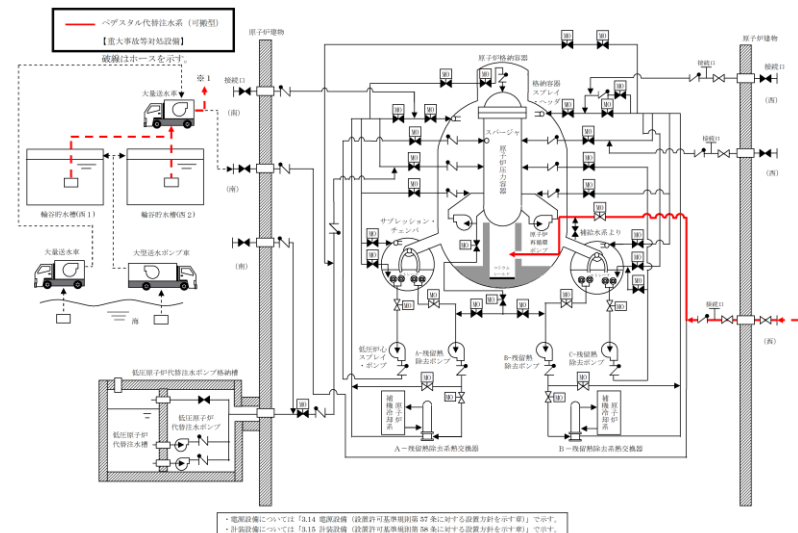 ペデスタル代替注水系（可搬型）
【重大事故等対処設備】
破線はホースを示す。
原子炉建物
原子炉建物
※1
大量送水車
接続口
(南)
(南)
(南)
輪谷貯水槽(西1)
輪谷貯水槽(西2)
大量送水車
大型送水ポンプ車
海
原子炉格納容器
格納容器
スプレイ・
ヘッダ
スパージャ
原子炉圧力容器
サプレッション・
チェンバ
原子炉
再循環
ポンプ
補給水系より
接続口
接続口
(西)
接続口
(西)
接続口
(西)
MO
低圧炉心
スプレイ
・ポンプ
A-残留熱
除去ポンプ
B-残留熱
除去ポンプ
C-残留熱
除去ポンプ
原子炉
補機冷却系
原子炉
補機冷却系
A－残留熱除去系熱交換器
B－残留熱除去系熱交換器
低圧原子炉代替注水ポンプ格納槽
低圧原子炉
代替注水槽
低圧原子炉
代替注水ポンプ
・電源設備については「3.14 電源設備（設置許可基準規則第57条に対する設置方針を示す章）」で示す。
・計装設備については「3.15 計装設備（設置許可基準規則第58条に対する設置方針を示す章）」で示す。